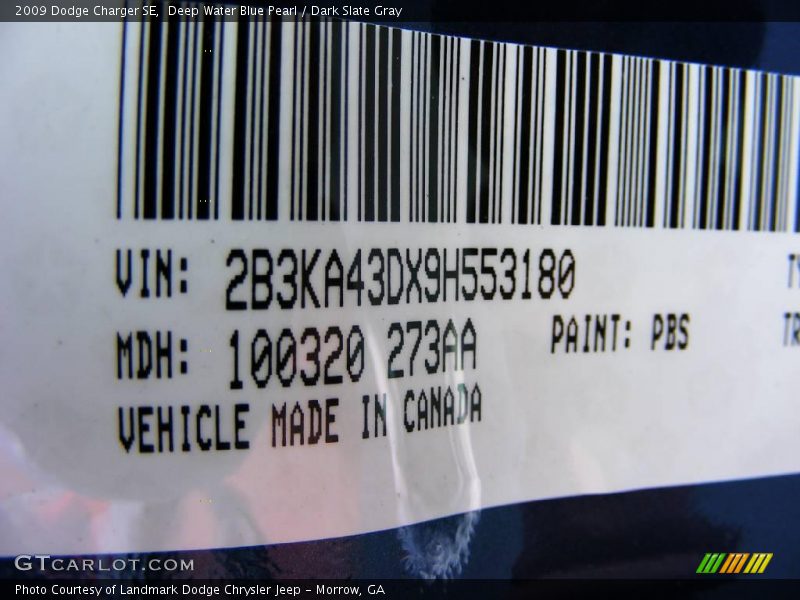 2009 Dodge Charger SE, Deep Water Blue Pearl / Dark Slate Gray
VIN: 2B3KA43DX9H553180
MDH: 100320 273AA PAINT: PBS
VEHICLE MADE IN CANADA
GTCARLOT.COM
Photo Courtesy of Landmark Dodge Chrysler Jeep - Morrow, GA